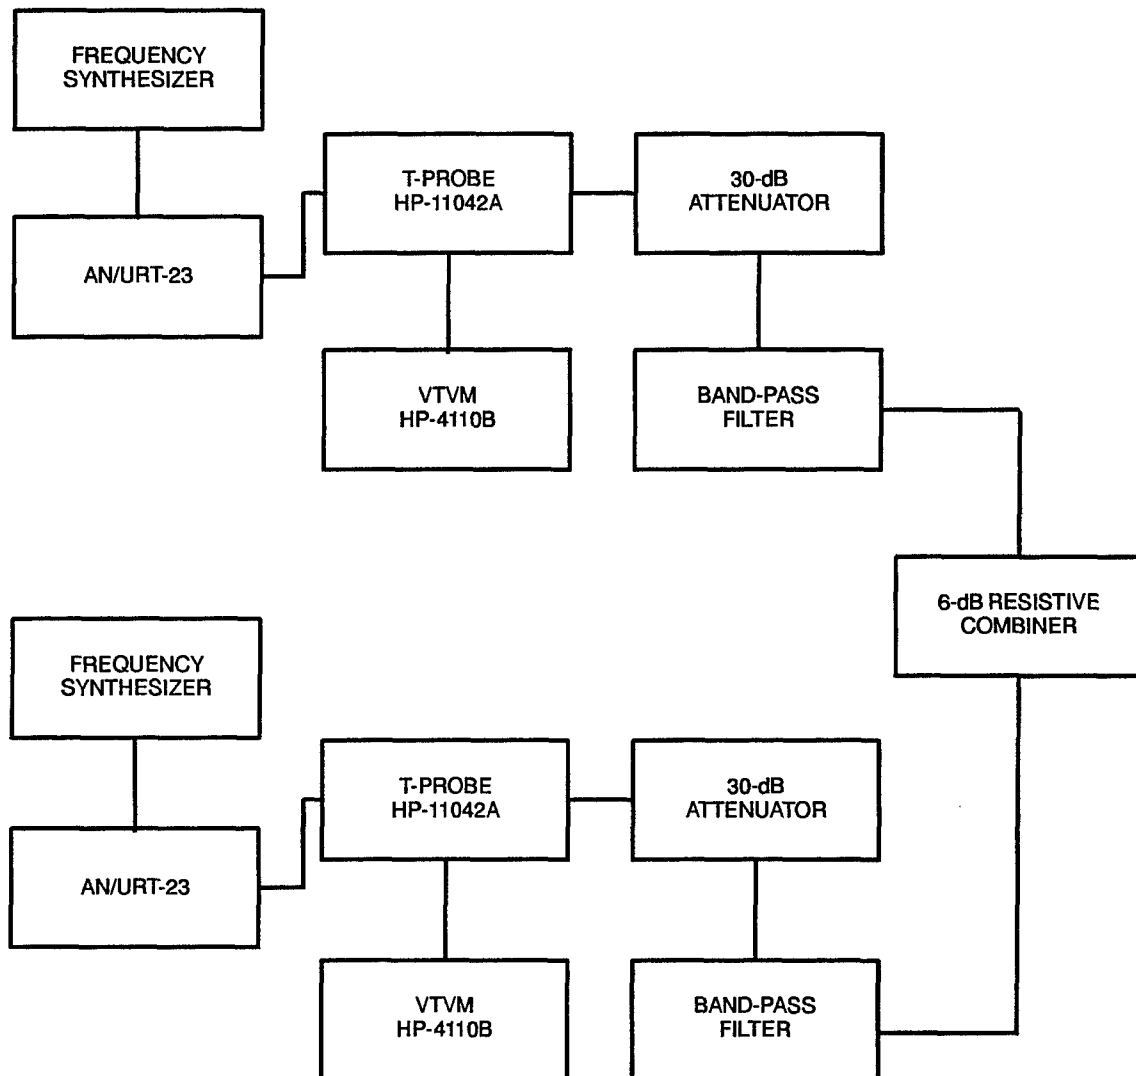 FREQUENCY
SYNTHESIZER
T-PROBE
HP-11042A
30-dB
ATTENUATOR
AN/URT-23
VTVM
HP-4110B
BAND-PASS
FILTER
6-dB RESISTIVE
COMBINER
FREQUENCY
SYNTHESIZER
T-PROBE
HP-11042A
30-dB
ATTENUATOR
AN/URT-23
VTVM
HP-4110B
BAND-PASS
FILTER